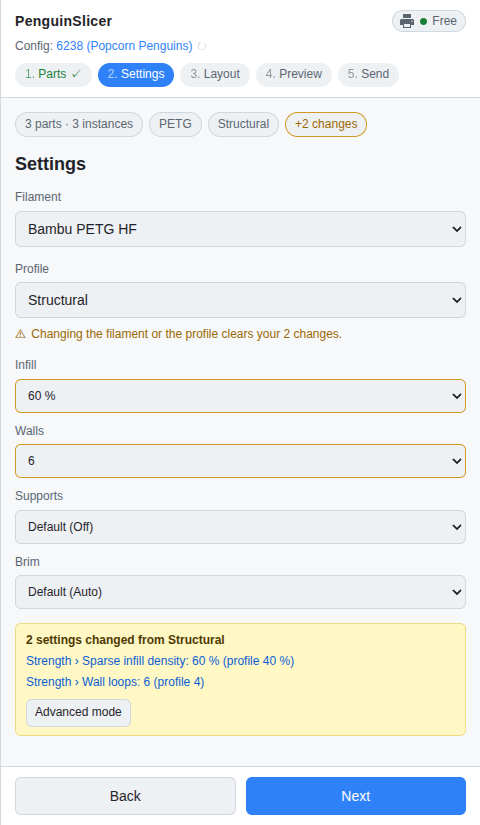 PenguinSlicer
Free
Config: 6238 (Popcorn Penguins)
1. Parts ✓
2. Settings
3. Layout
4. Preview
5. Send
3 parts · 3 instances
PETG
Structural
+2 changes
Settings
Filament
Bambu PETG HF
Profile
Structural
⚠ Changing the filament or the profile clears your 2 changes.
Infill
60 %
Walls
6
Supports
Default (Off)
Brim
Default (Auto)
2 settings changed from Structural
Strength › Sparse infill density: 60 % (profile 40 %)
Strength › Wall loops: 6 (profile 4)
Advanced mode
Back
Next